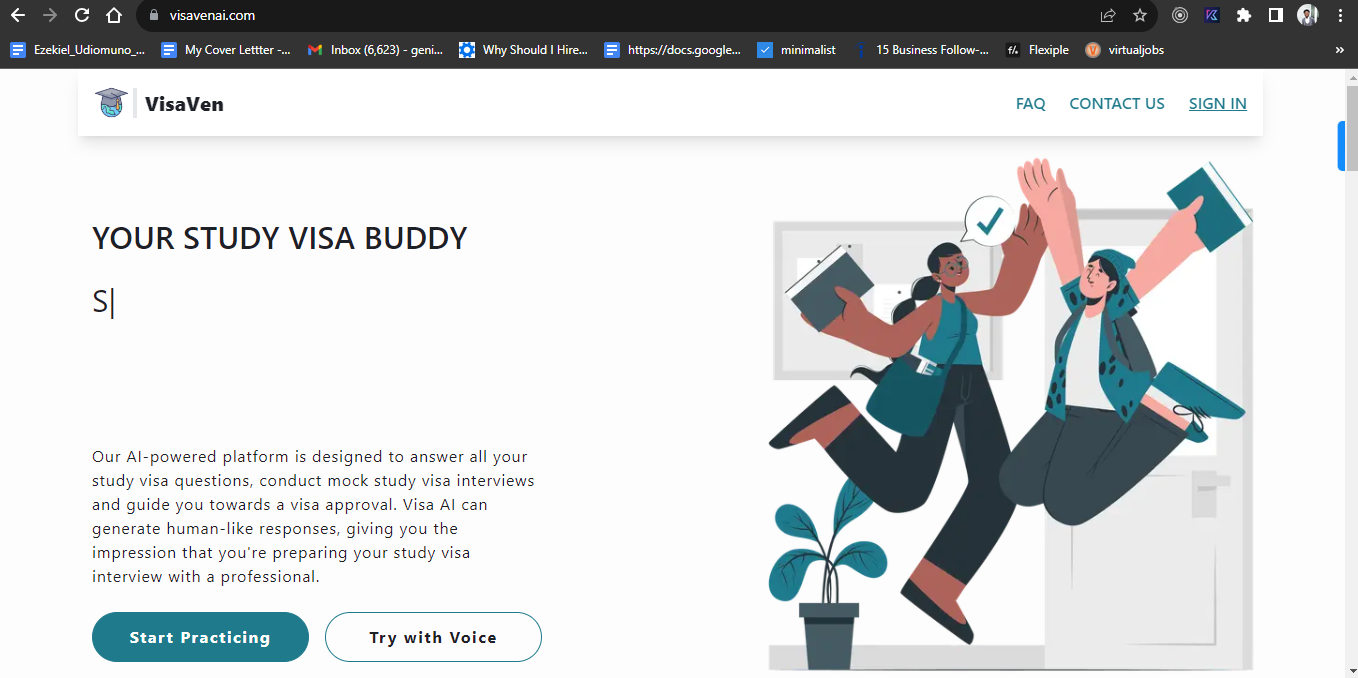 visavenai.com
Ezekiel_Udiomuno_...
My Cover Lettter -...
Inbox (6,623) - geni...
Why Should I Hire...
https://docs.google...
minimalist
15 Business Follow-...
f/.
Flexiple
virtualjobs
»
VisaVen
FAQ
CONTACT US
SIGN IN
YOUR STUDY VISA BUDDY
S|
Our AI-powered platform is designed to answer all your
study visa questions, conduct mock study visa interviews
and guide you towards a visa approval. Visa AI can
generate human-like responses, giving you the
impression that you're preparing your study visa
interview with a professional.
Start Practicing
Try with Voice